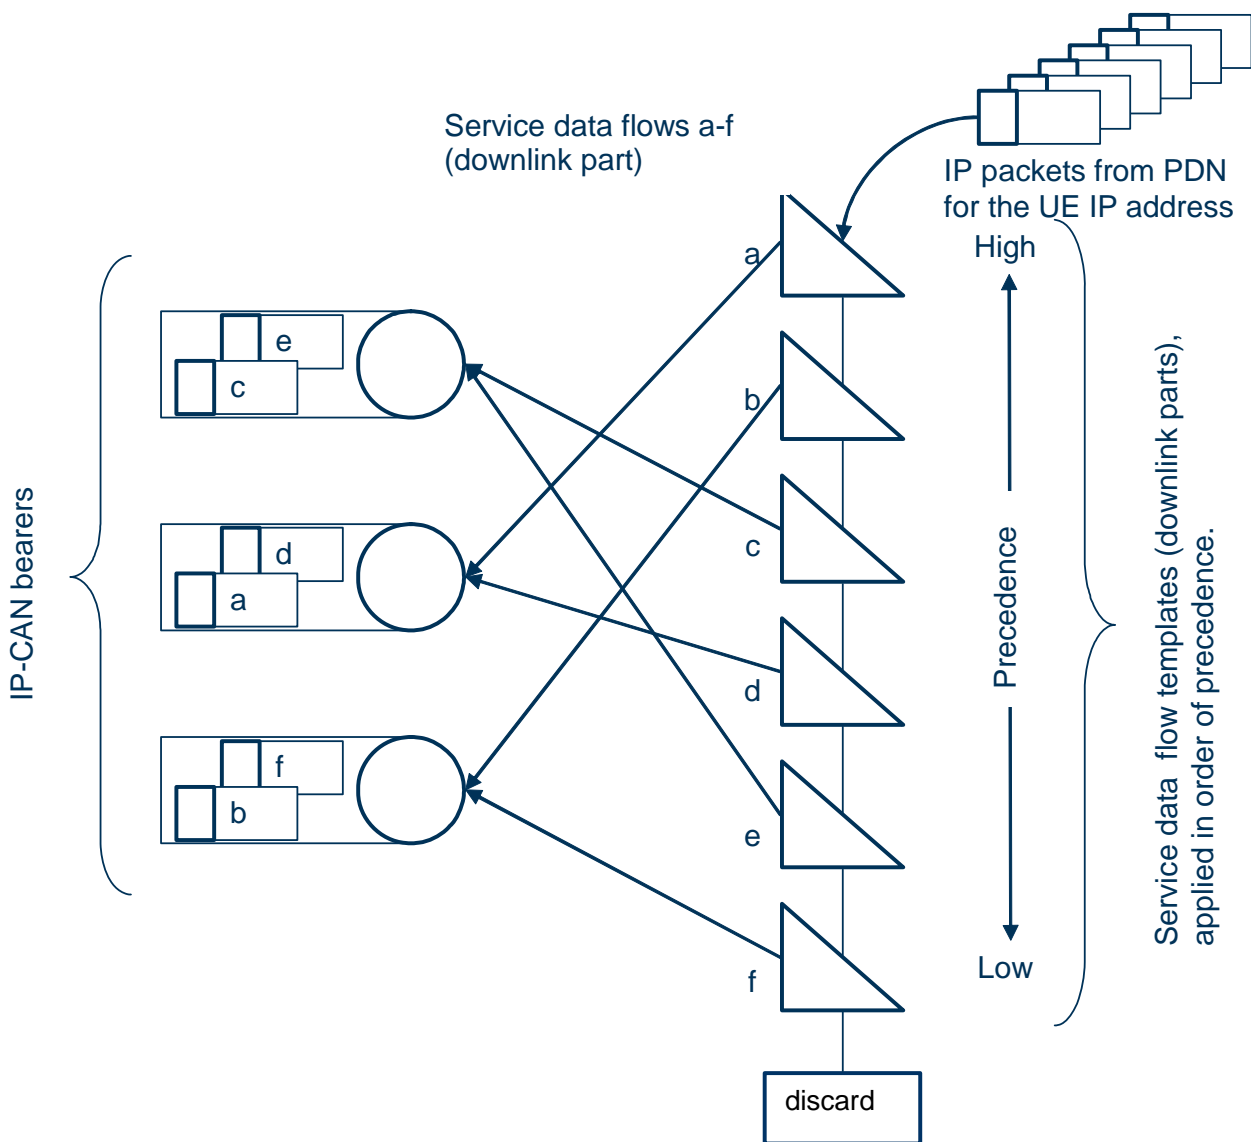 Service data flows a-f
(downlink part)
IP packets from PDN
for the UE IP address
High
a
e
c
b
IP-CAN bearers
c
d
a
Precedence
Service data flow templates (downlink parts),
applied in order of precedence.
d
f
b
e
Low
f
discard